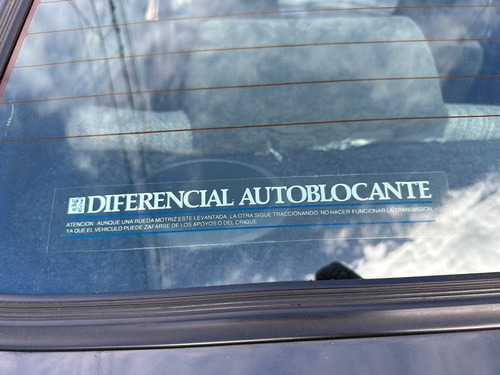 DIFERENCIAL AUTOBLOCANTE
ATENCION: AUNQUE UNA RUEDA MOTRIZ ESTE LEVANTADA, LA OTRA SIGUE TRACCIONANDO. NO HACER FUNCIONAR LA TRANSMISION,
YA QUE EL VEHICULO PUEDE ZAFARSE DE LOS APOYOS O DEL CRIQUE.